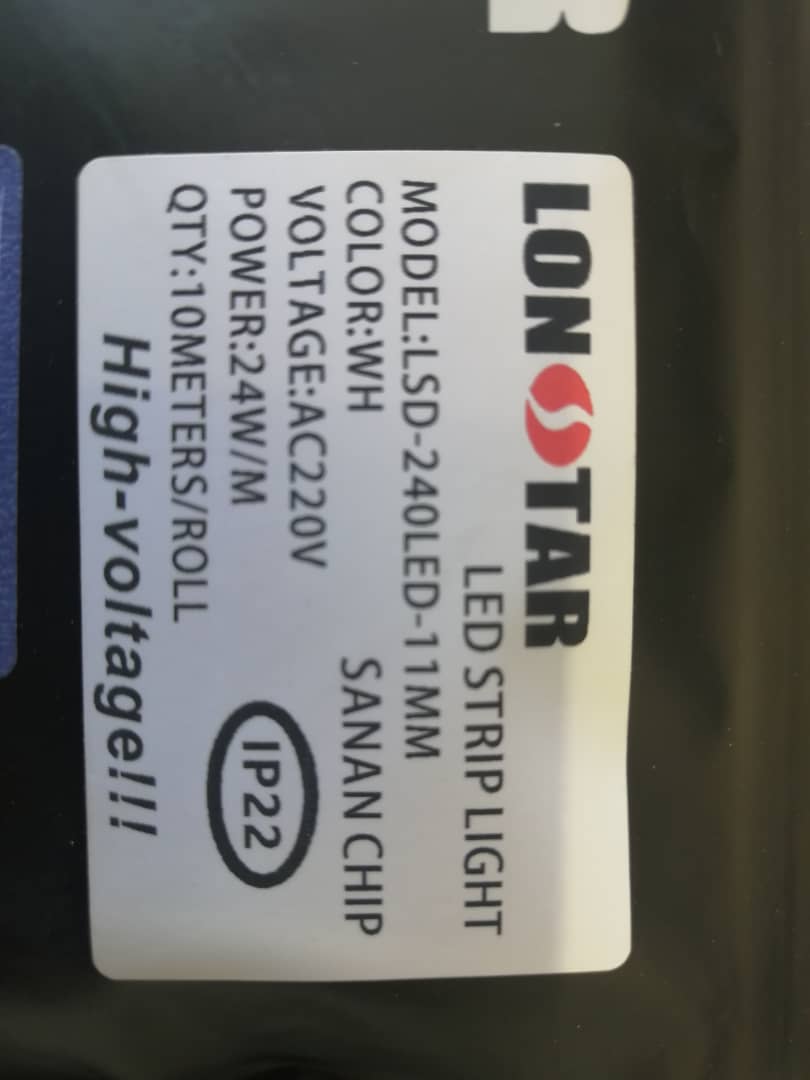 LONSTAR
LED STRIP LIGHT
MODEL:LSD-240LED-11MM
COLOR:WH
SANAN CHIP
VOLTAGE:AC220V
POWER:24W/M
IP22
QTY:10METERS/ROLL
High-voltage!!!